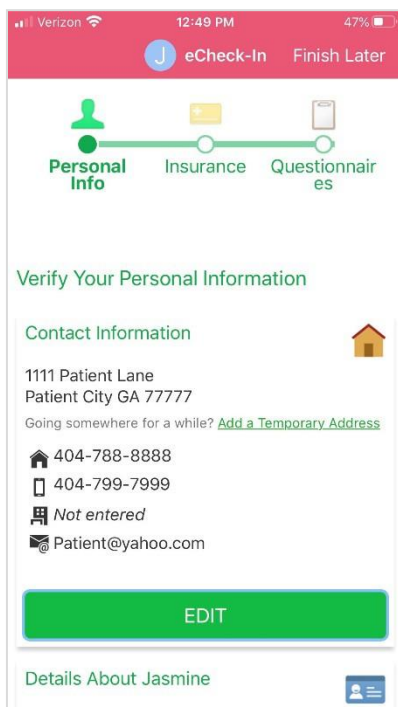 Verizon 12:49 PM 47%
J eCheck-In Finish Later
Personal Info Insurance Questionnair
es
Verify Your Personal Information
Contact Information
1111 Patient Lane
Patient City GA 77777
Going somewhere for a while? Add a Temporary Address
404-788-8888
404-799-7999
Not entered
Patient@yahoo.com
EDIT
Details About Jasmine